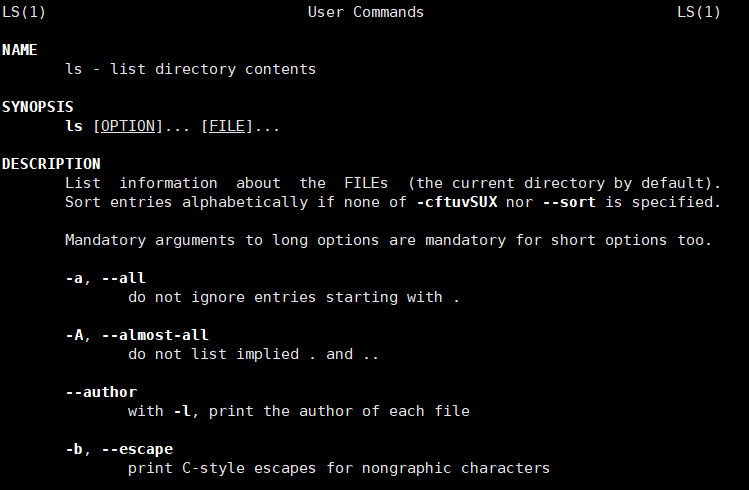 LS(1) User Commands LS(1)
NAME
ls - list directory contents
SYNOPSIS
ls [OPTION]... [FILE]...
DESCRIPTION
List information about the FILEs (the current directory by default).
Sort entries alphabetically if none of -cftuvSUX nor --sort is specified.
Mandatory arguments to long options are mandatory for short options too.
-a, --all
do not ignore entries starting with .
-A, --almost-all
do not list implied . and ..
--author
with -l, print the author of each file
-b, --escape
print C-style escapes for nongraphic characters